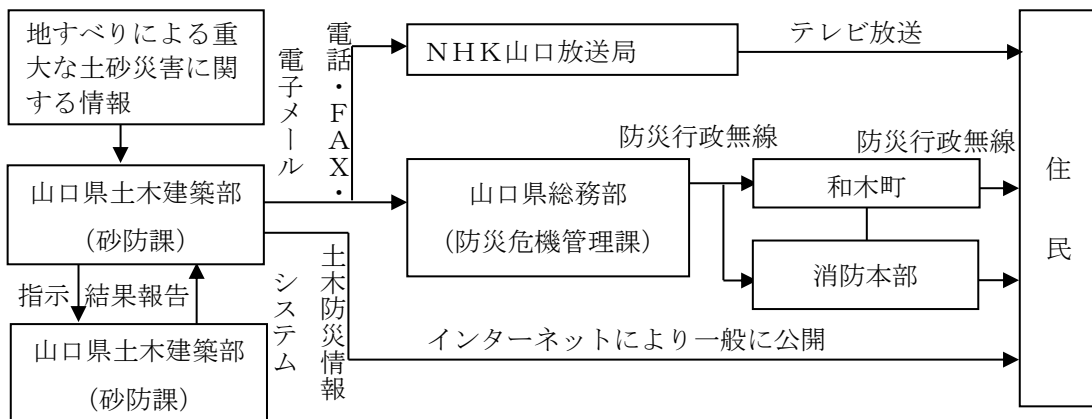 地すべりによる重
大な土砂災害に関
する情報
電子メール
電話・FAX・
NHK山口放送局
テレビ放送
防災行政無線
防災行政無線
山口県土木建築部
(砂防課)
山口県総務部
(防災危機管理課)
和木町
消防本部
住民
指示
結果報告
土木防災情報
システム
インターネットにより一般に公開
山口県土木建築部
(砂防課)